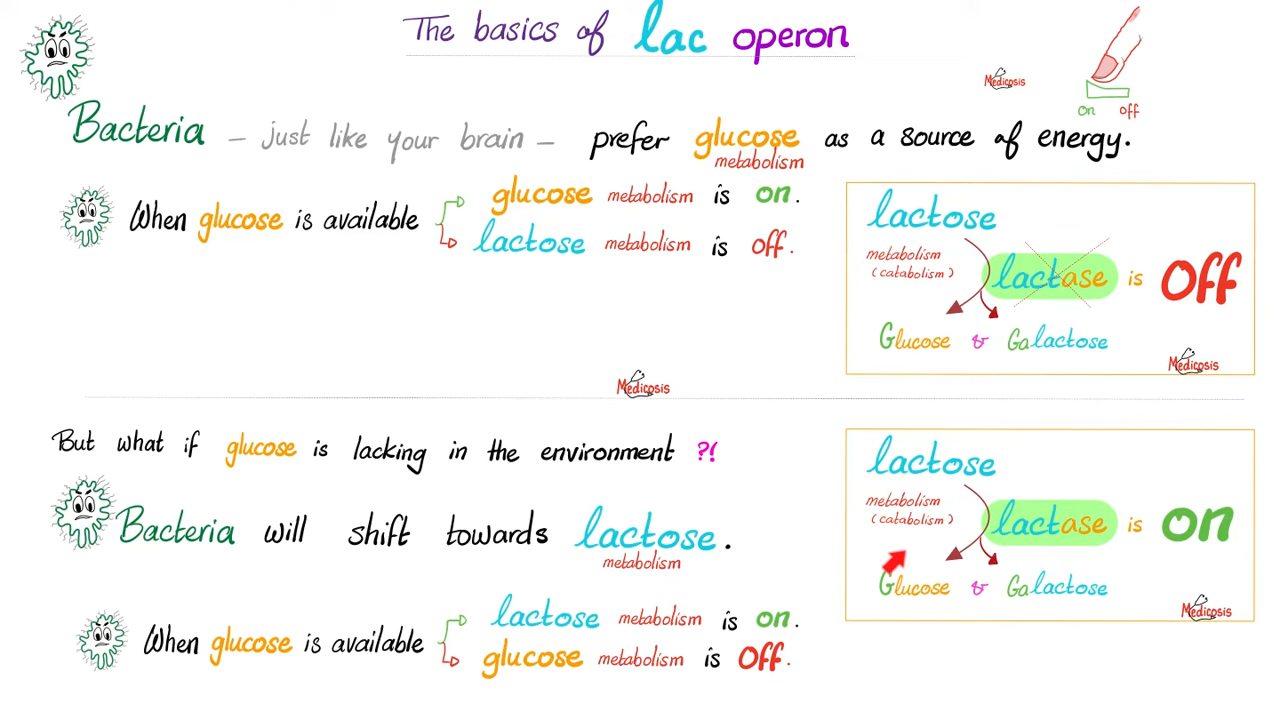 The basics of lac operon
Medicosis
on off
Bacteria - just like your brain - prefer glucose as a source of energy.
metabolism
When glucose is available
glucose metabolism is on.
lactose metabolism is off.
lactose
metabolism
(catabolism)
lactase is off
Glucose & Galactose
Medicosis
Medicosis
But what if glucose is lacking in the environment ?!
Bacteria will shift towards lactose.
metabolism
When glucose is available
lactose metabolism is on.
glucose metabolism is off.
lactose
metabolism
(catabolism)
lactase is on
Glucose & Galactose
Medicosis